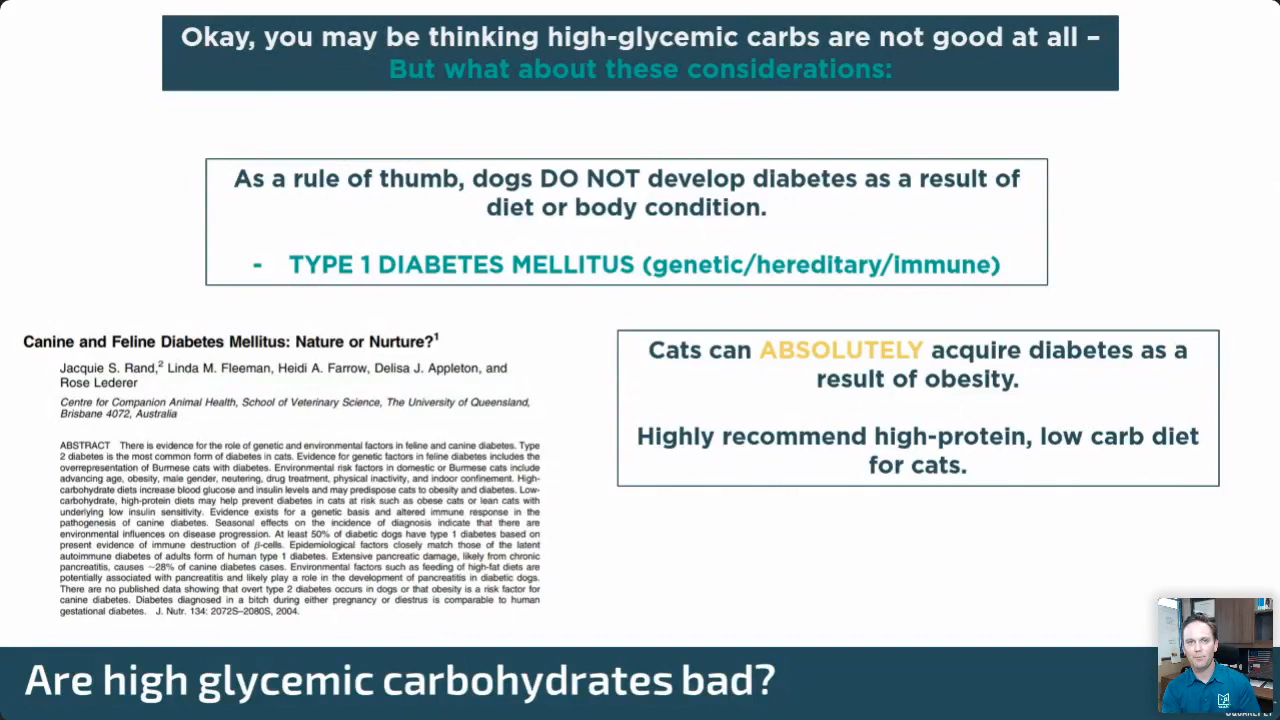 Okay, you may be thinking high-glycemic carbs are not good at all –
But what about these considerations:
As a rule of thumb, dogs DO NOT develop diabetes as a result of
diet or body condition.
- TYPE 1 DIABETES MELLITUS (genetic/hereditary/immune)
Canine and Feline Diabetes Mellitus: Nature or Nurture?1
Jacquie S. Rand,2 Linda M. Fleeman, Heidi A. Farrow, Delisa J. Appleton, and
Rose Lederer
Centre for Companion Animal Health, School of Veterinary Science, The University of Queensland,
Brisbane 4072, Australia
ABSTRACT There is evidence for the role of genetic and environmental factors in feline and canine diabetes. Type
2 diabetes is the most common form of diabetes in cats. Evidence for genetic factors in feline diabetes includes the
overrepresentation of Burmese cats with diabetes. Environmental risk factors in domestic or Burmese cats include
advancing age, obesity, male gender, neutering, drug treatment, physical inactivity, and indoor confinement. High-
carbohydrate diets increase blood glucose and insulin levels and may predispose cats to obesity and diabetes. Low-
carbohydrate, high-protein diets may help prevent diabetes in cats at risk such as obese cats or lean cats with
underlying low insulin sensitivity. Evidence exists for a genetic basis and altered immune response in the
pathogenesis of canine diabetes. Seasonal effects on the incidence of diagnosis indicate that there are
environmental influences on disease progression. At least 50% of diabetic dogs have type 1 diabetes based on
present evidence of immune destruction of β-cells. Epidemiological factors closely match those of the latent
autoimmune diabetes of adults form of human type 1 diabetes. Extensive pancreatic damage, likely from chronic
pancreatitis, causes ~28% of canine diabetes cases. Environmental factors such as feeding of high-fat diets are
potentially associated with pancreatitis and likely play a role in the development of pancreatitis in diabetic dogs.
There are no published data showing that overt type 2 diabetes occurs in dogs or that obesity is a risk factor for
canine diabetes. Diabetes diagnosed in a bitch during either pregnancy or diestrus is comparable to human
gestational diabetes. J. Nutr. 134: 2072S–2080S, 2004.
Cats can ABSOLUTELY acquire diabetes as a
result of obesity.
Highly recommend high-protein, low carb diet
for cats.
Are high glycemic carbohydrates bad?